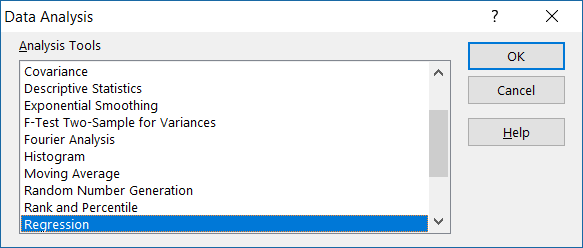 Data Analysis
Analysis Tools
Covariance
Descriptive Statistics
Exponential Smoothing
F-Test Two-Sample for Variances
Fourier Analysis
Histogram
Moving Average
Random Number Generation
Rank and Percentile
Regression
OK
Cancel
Help